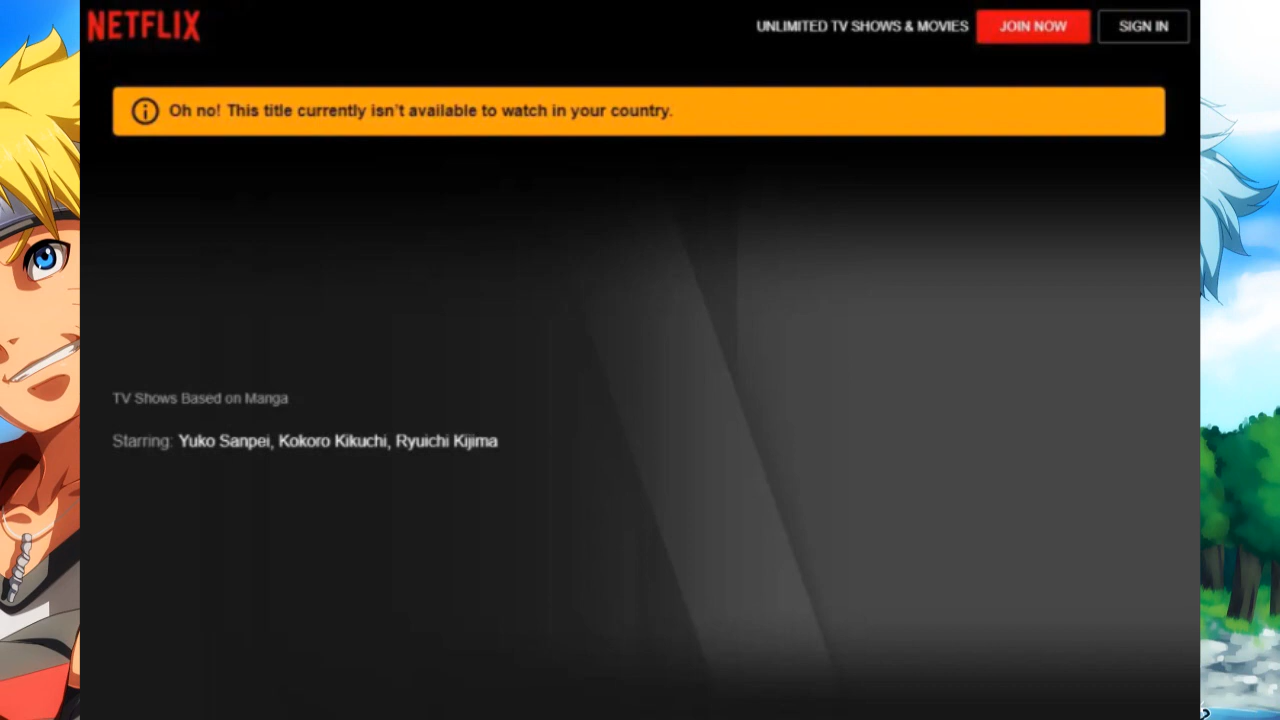 NETFLIX
UNLIMITED TV SHOWS & MOVIES
JOIN NOW
SIGN IN
Oh no! This title currently isn't available to watch in your country.
TV Shows Based on Manga
Starring: Yuko Sanpei, Kokoro Kikuchi, Ryuichi Kijima